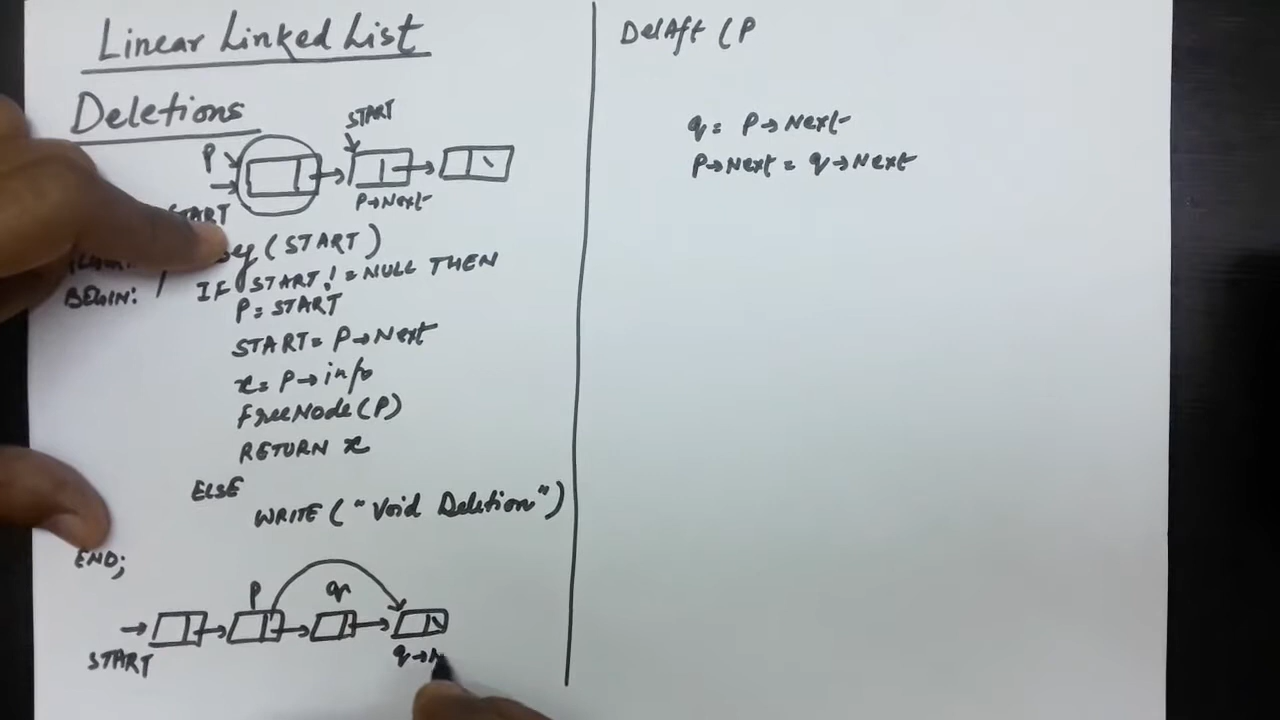 Linear Linked List
Deletions
START
P
P→Next
START
(START)
BEGIN:
IF START != NULL THEN
P = START
START = P→Next
x = P→info
FreeNode(P)
RETURN x
ELSE
WRITE ("Void Deletion")
END;
P
q
START
q→N
DelAft (P
q = P→Next
P→Next = q→Next